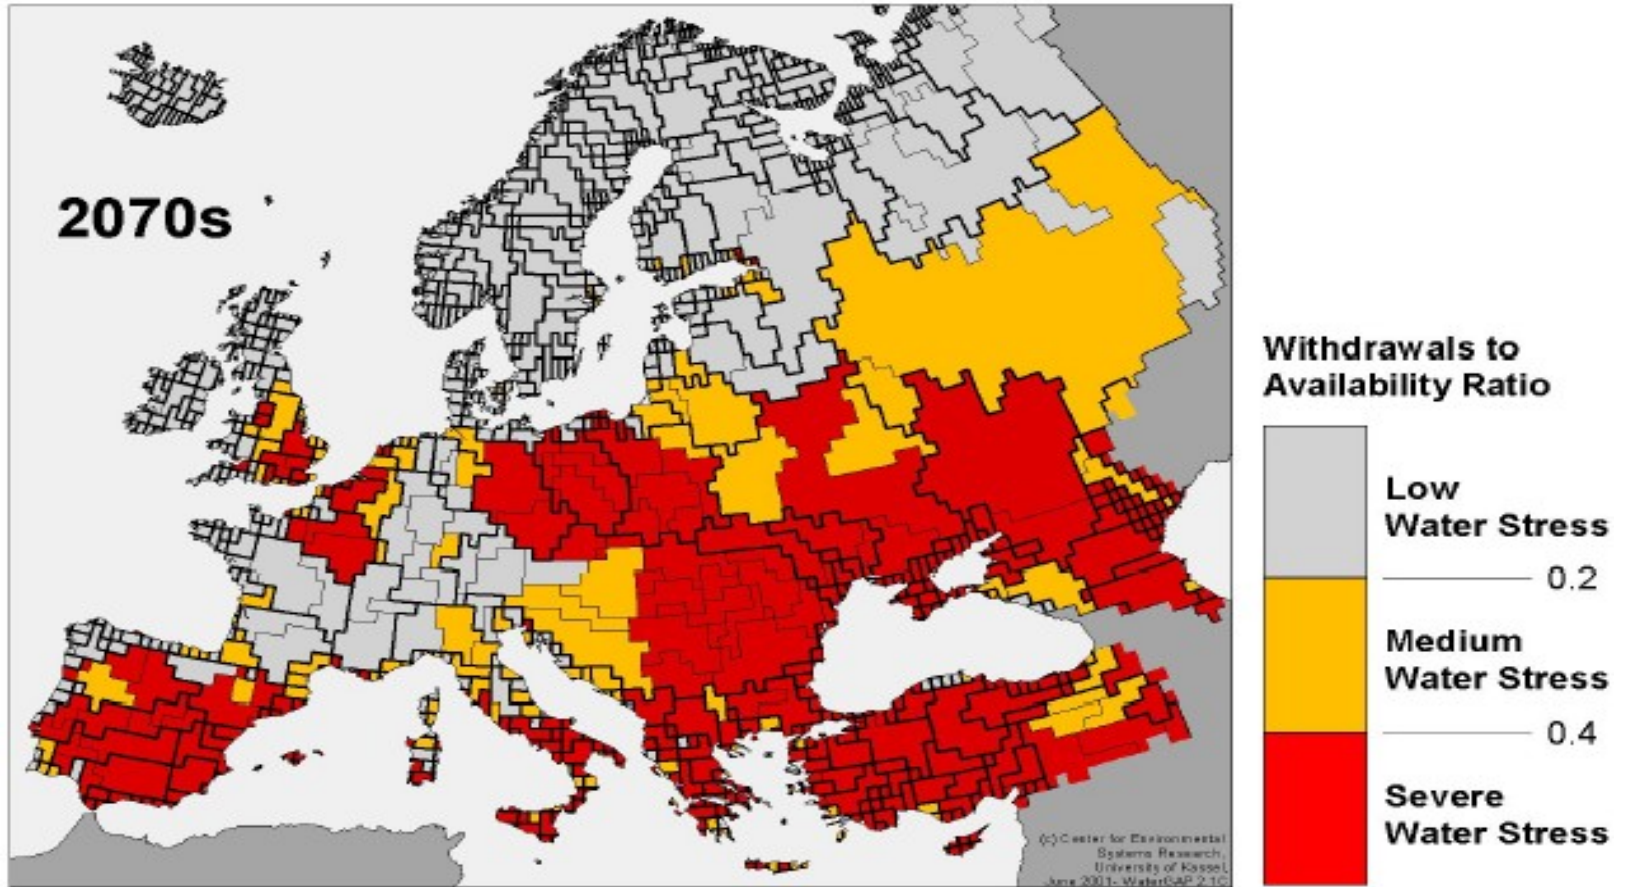 2070s
Withdrawals to
Availability Ratio
Low
Water Stress
0.2
Medium
Water Stress
0.4
Severe
Water Stress
(c) Center for Environmental
Systems Research,
University of Kassel,
June 2001- WaterGAP 2.1C